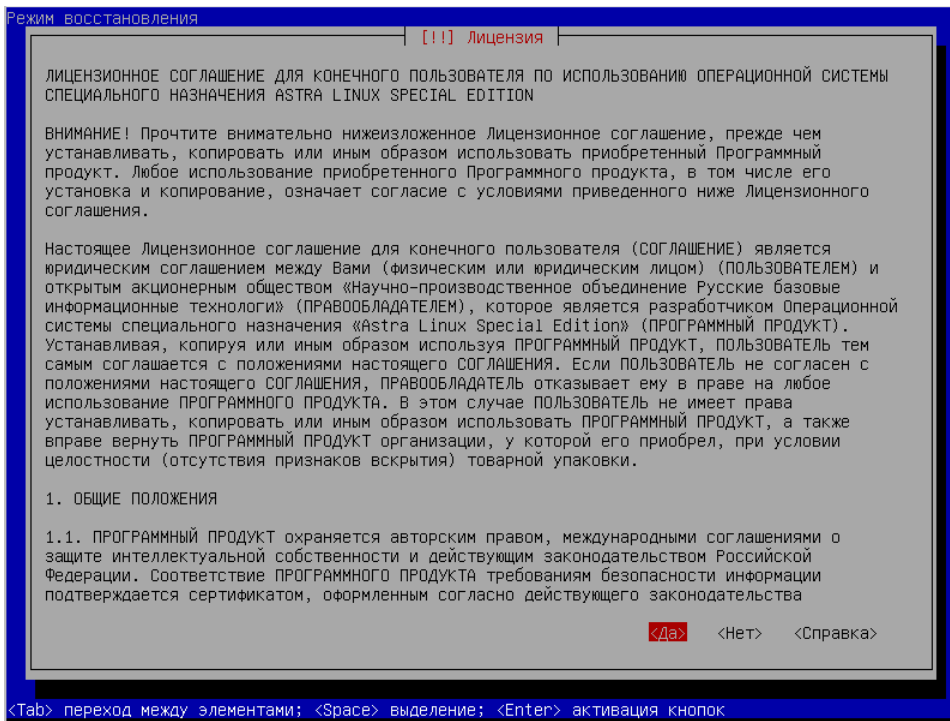 Режим восстановления
[!!] Лицензия
ЛИЦЕНЗИОННОЕ СОГЛАШЕНИЕ ДЛЯ КОНЕЧНОГО ПОЛЬЗОВАТЕЛЯ ПО ИСПОЛЬЗОВАНИЮ ОПЕРАЦИОННОЙ СИСТЕМЫ
СПЕЦИАЛЬНОГО НАЗНАЧЕНИЯ ASTRA LINUX SPECIAL EDITION
ВНИМАНИЕ! Прочтите внимательно нижеизложенное Лицензионное соглашение, прежде чем
устанавливать, копировать или иным образом использовать приобретенный Программный
продукт. Любое использование приобретенного Программного продукта, в том числе его
установка и копирование, означает согласие с условиями приведенного ниже Лицензионного
соглашения.
Настоящее Лицензионное соглашение для конечного пользователя (СОГЛАШЕНИЕ) является
юридическим соглашением между Вами (физическим или юридическим лицом) (ПОЛЬЗОВАТЕЛЕМ) и
открытым акционерным обществом «Научно-производственное объединение Русские базовые
информационные технологи» (ПРАВООБЛАДАТЕЛЕМ), которое является разработчиком Операционной
системы специального назначения «Astra Linux Special Edition» (ПРОГРАММНЫЙ ПРОДУКТ).
Устанавливая, копируя или иным образом используя ПРОГРАММНЫЙ ПРОДУКТ, ПОЛЬЗОВАТЕЛЬ тем
самым соглашается с положениями настоящего СОГЛАШЕНИЯ. Если ПОЛЬЗОВАТЕЛЬ не согласен с
положениями настоящего СОГЛАШЕНИЯ, ПРАВООБЛАДАТЕЛЬ отказывает ему в праве на любое
использование ПРОГРАММНОГО ПРОДУКТА. В этом случае ПОЛЬЗОВАТЕЛЬ не имеет права
устанавливать, копировать или иным образом использовать ПРОГРАММНЫЙ ПРОДУКТ, а также
вправе вернуть ПРОГРАММНЫЙ ПРОДУКТ организации, у которой его приобрел, при условии
целостности (отсутствия признаков вскрытия) товарной упаковки.
1. ОБЩИЕ ПОЛОЖЕНИЯ
1.1. ПРОГРАММНЫЙ ПРОДУКТ охраняется авторским правом, международными соглашениями о
защите интеллектуальной собственности и действующим законодательством Российской
Федерации. Соответствие ПРОГРАММНОГО ПРОДУКТА требованиям безопасности информации
подтверждается сертификатом, оформленным согласно действующего законодательства
<Да> <Нет> <Справка>
<Tab> переход между элементами; <Space> выделение; <Enter> активация кнопок